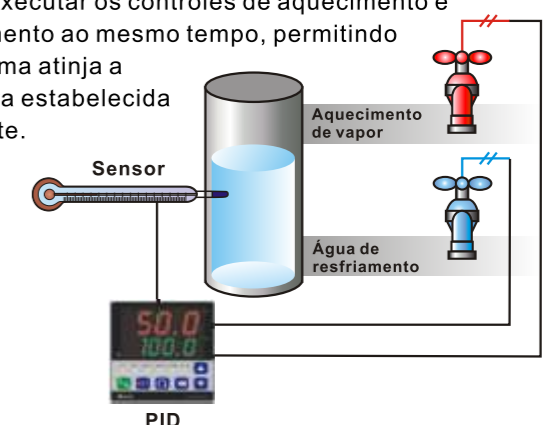 xecutar os controles de aquecimento e
mento ao mesmo tempo, permitindo
ma atinja a
a estabelecida
te.
Aquecimento
de vapor
Sensor
Água de
resfriamento
50.0
100.0
PID